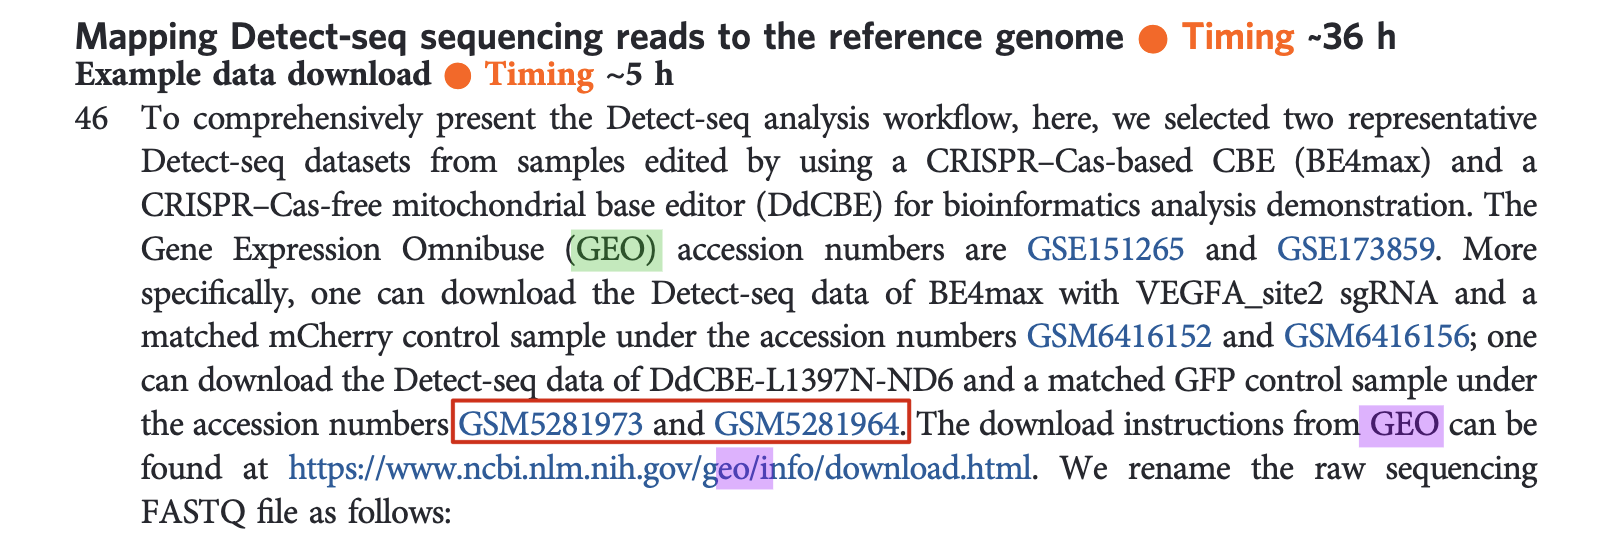 Mapping Detect-seq sequencing reads to the reference genome ● Timing ~36 h
Example data download ● Timing ~5 h
46 To comprehensively present the Detect-seq analysis workflow, here, we selected two representative
Detect-seq datasets from samples edited by using a CRISPR–Cas-based CBE (BE4max) and a
CRISPR–Cas-free mitochondrial base editor (DdCBE) for bioinformatics analysis demonstration. The
Gene Expression Omnibuse (GEO) accession numbers are GSE151265 and GSE173859. More
specifically, one can download the Detect-seq data of BE4max with VEGFA_site2 sgRNA and a
matched mCherry control sample under the accession numbers GSM6416152 and GSM6416156; one
can download the Detect-seq data of DdCBE-L1397N-ND6 and a matched GFP control sample under
the accession numbers GSM5281973 and GSM5281964. The download instructions from GEO can be
found at https://www.ncbi.nlm.nih.gov/geo/info/download.html. We rename the raw sequencing
FASTQ file as follows: